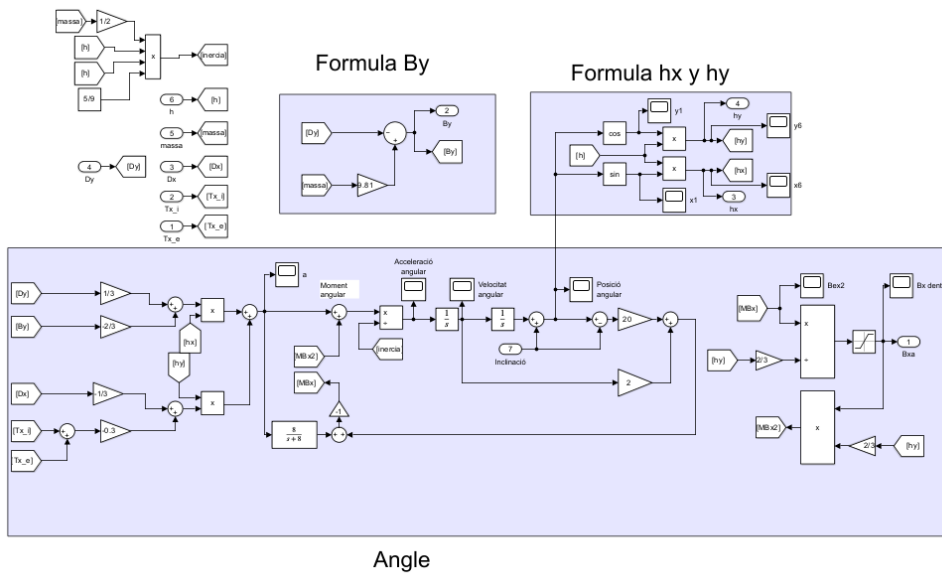 [massa]
1/2
[h]
[h]
5/9
x
[inercia]
6
h
[h]
5
massa
[massa]
4
Dy
[Dy]
3
Dx
[Dx]
2
Tx_i
[Tx_i]
1
Tx_e
[Tx_e]
Formula By
[Dy]
[massa]
9.81
2
By
[By]
Formula hx y hy
cos
sin
[h]
y1
x
x
x1
4
hy
[hy]
y6
[hx]
x6
3
hx
[Dy]
1/3
[By]
-2/3
x
[hx]
[hy]
[Dx]
-1/3
x
[Tx_i]
-0.3
[Tx_e]
a
Moment
angular
[MBx2]
[MBx]
-1
8
s+8
x
÷
[inercia]
Acceleració
angular
1
s
Velocitat
angular
1
s
7
Inclinació
Posició
angular
20
2
[MBx]
Bex2
[hy]
2/3
x
÷
Bx dent
1
Bxa
[MBx2]
x
2/3
[hy]
Angle